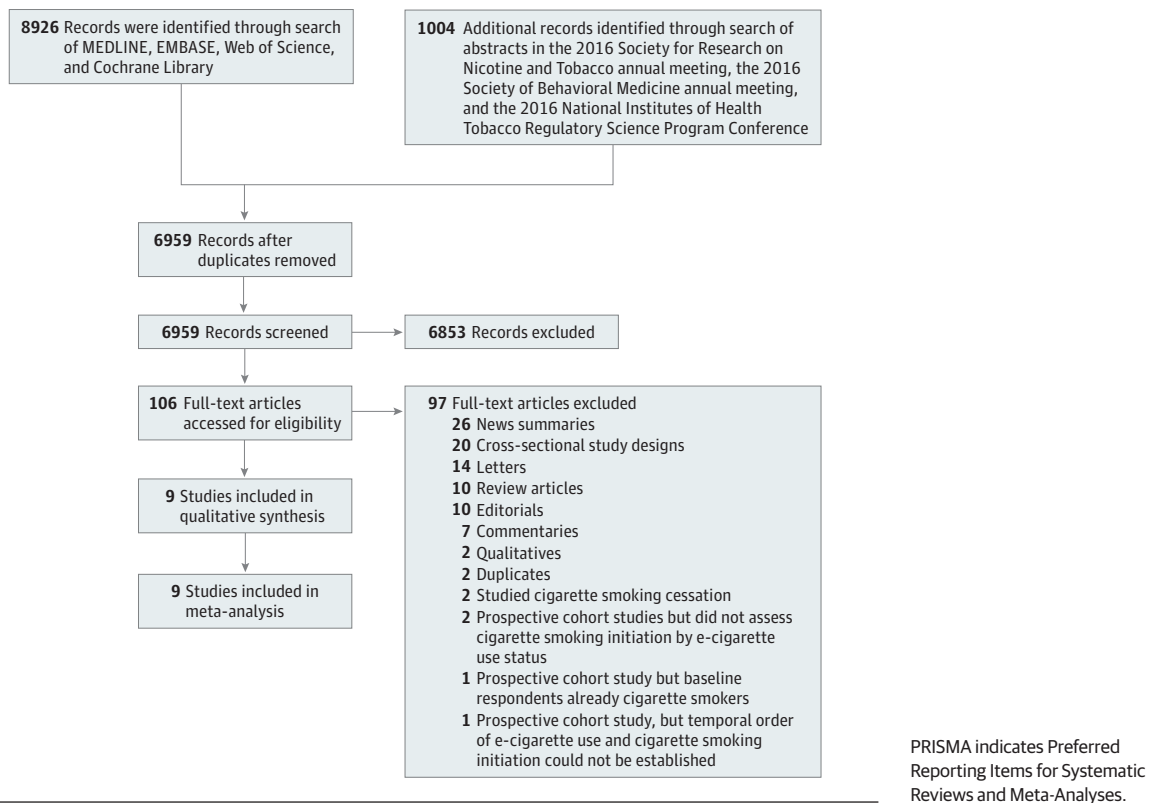 8926 Records were identified through search
of MEDLINE, EMBASE, Web of Science,
and Cochrane Library
1004 Additional records identified through search of
abstracts in the 2016 Society for Research on
Nicotine and Tobacco annual meeting, the 2016
Society of Behavioral Medicine annual meeting,
and the 2016 National Institutes of Health
Tobacco Regulatory Science Program Conference
6959 Records after
duplicates removed
6959 Records screened
6853 Records excluded
106 Full-text articles
accessed for eligibility
97 Full-text articles excluded
26 News summaries
20 Cross-sectional study designs
14 Letters
10 Review articles
10 Editorials
7 Commentaries
2 Qualitatives
2 Duplicates
2 Studied cigarette smoking cessation
2 Prospective cohort studies but did not assess
cigarette smoking initiation by e-cigarette
use status
1 Prospective cohort study but baseline
respondents already cigarette smokers
1 Prospective cohort study, but temporal order
of e-cigarette use and cigarette smoking
initiation could not be established
9 Studies included in
qualitative synthesis
9 Studies included in
meta-analysis
PRISMA indicates Preferred
Reporting Items for Systematic
Reviews and Meta-Analyses.